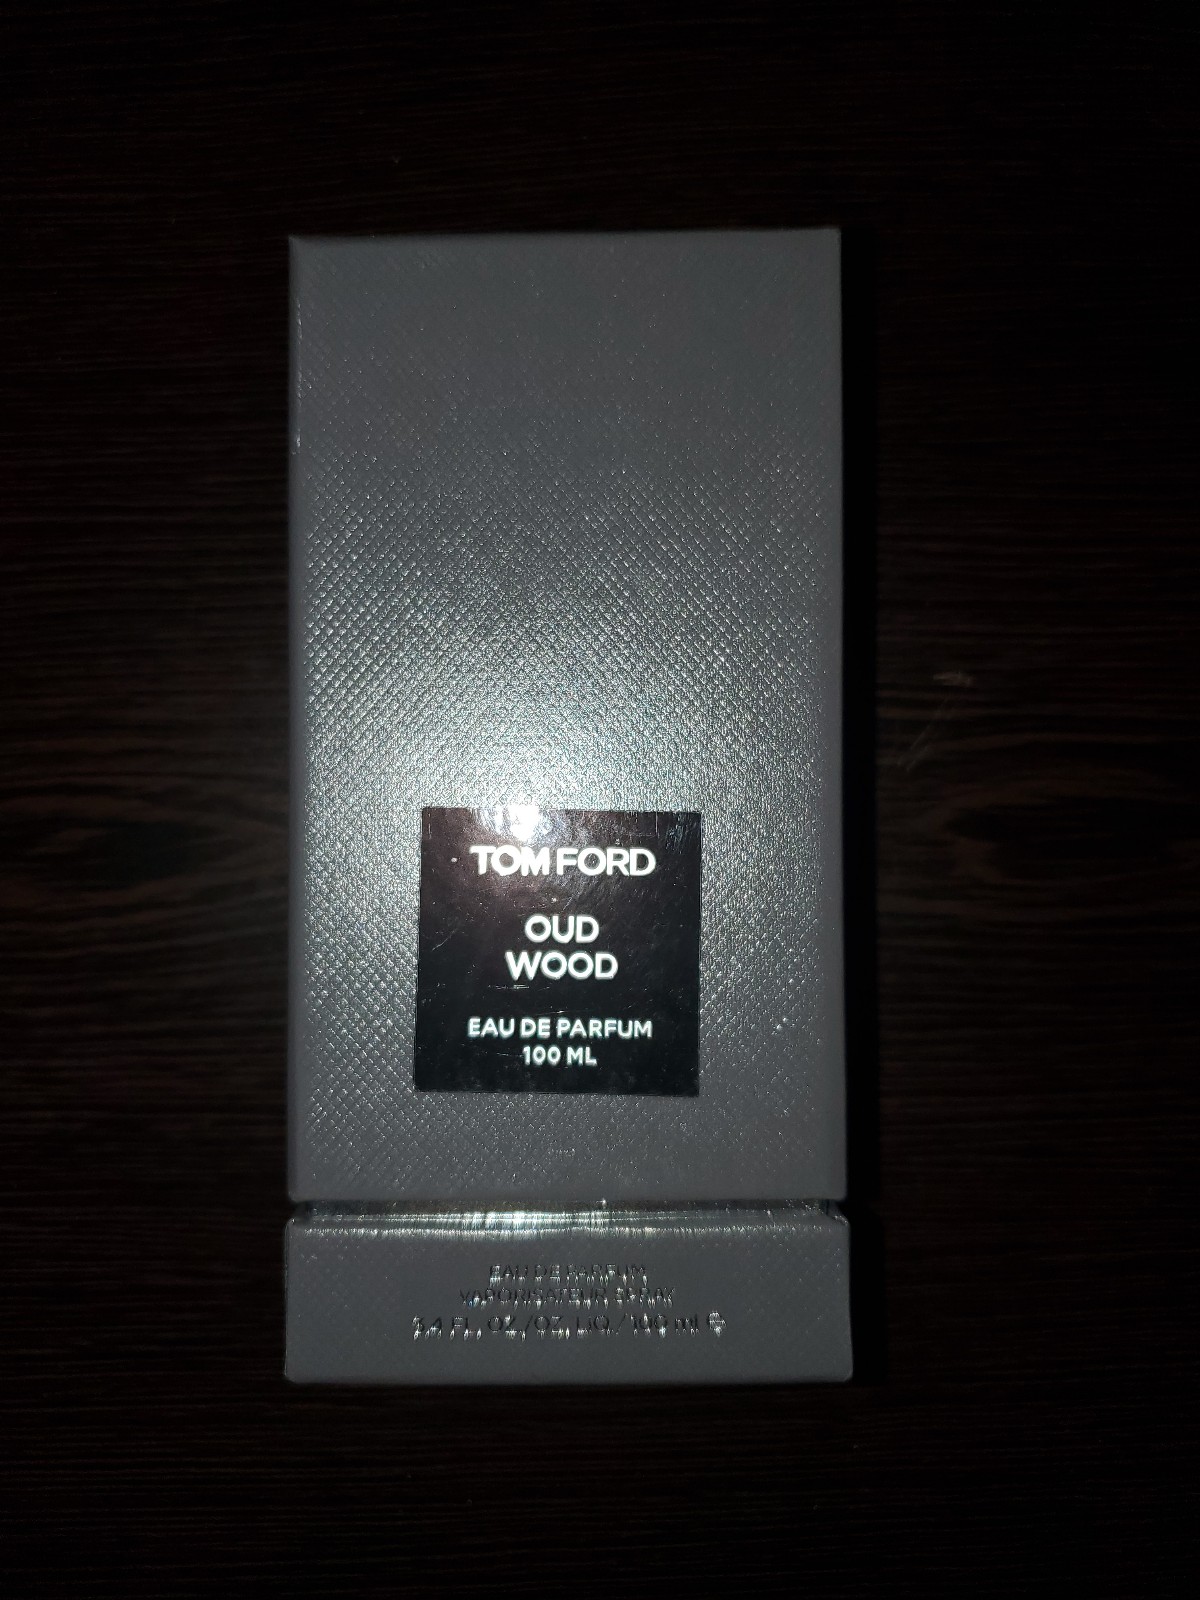 TOM FORD
OUD
WOOD
EAU DE PARFUM
100 ML
EAU DE PARFUM
VAPORISATEUR SPRAY
3.4 FL. OZ./OZ. LIQ./100 ml ℮